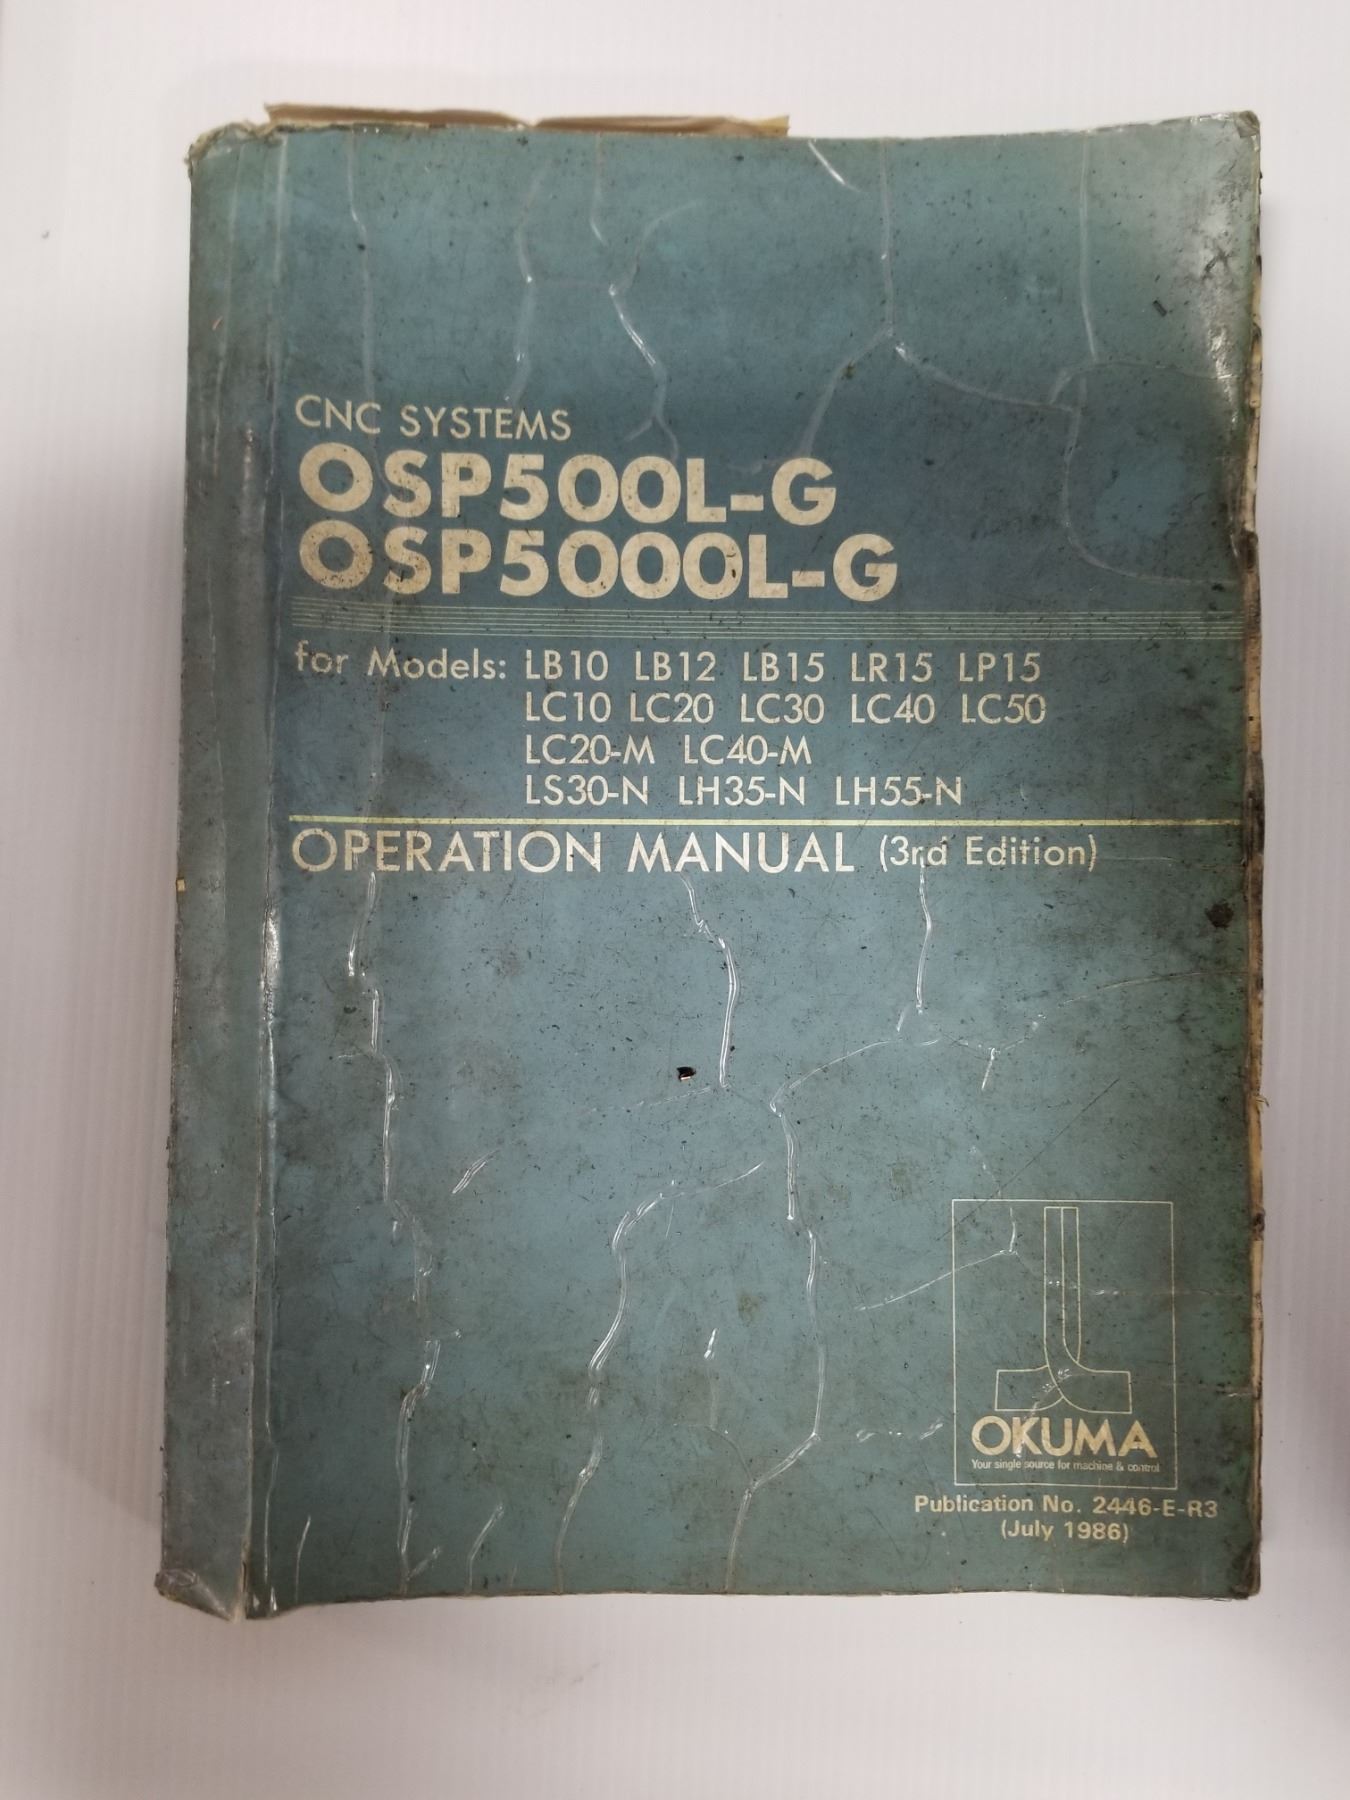 CNC SYSTEMS
OSP500L-G
OSP5000L-G
for Models: LB10 LB12 LB15 LR15 LP15
LC10 LC20 LC30 LC40 LC50
LC20-M LC40-M
LS30-N LH35-N LH55-N
OPERATION MANUAL (3rd Edition)
OKUMA
Your single source for machine & control
Publication No. 2446-E-R3
(July 1986)